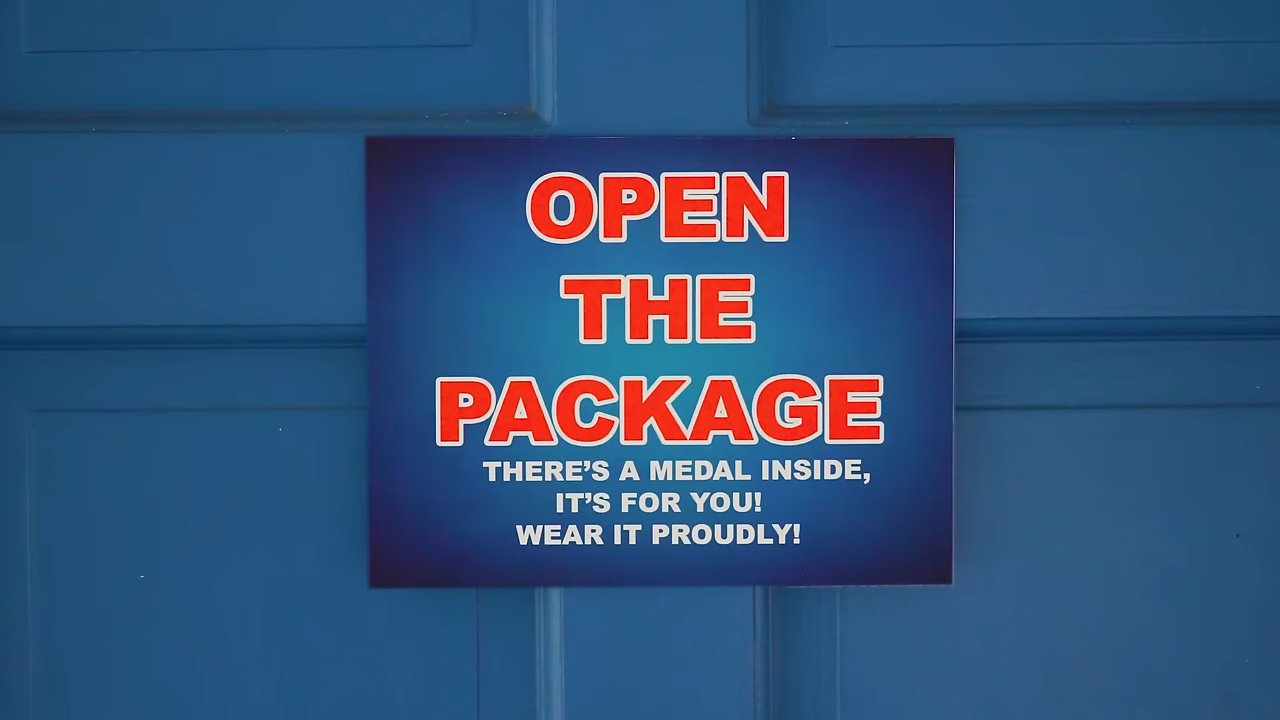 OPEN
THE
PACKAGE
THERE’S A MEDAL INSIDE,
IT’S FOR YOU!
WEAR IT PROUDLY!